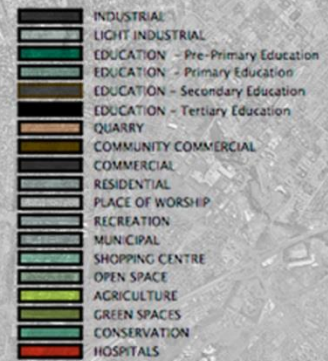 INDUSTRIAL
LIGHT INDUSTRIAL
EDUCATION - Pre-Primary Education
EDUCATION - Primary Education
EDUCATION - Secondary Education
EDUCATION - Tertiary Education
QUARRY
COMMUNITY COMMERCIAL
COMMERCIAL
RESIDENTIAL
PLACE OF WORSHIP
RECREATION
MUNICIPAL
SHOPPING CENTRE
OPEN SPACE
AGRICULTURE
GREEN SPACES
CONSERVATION
HOSPITALS